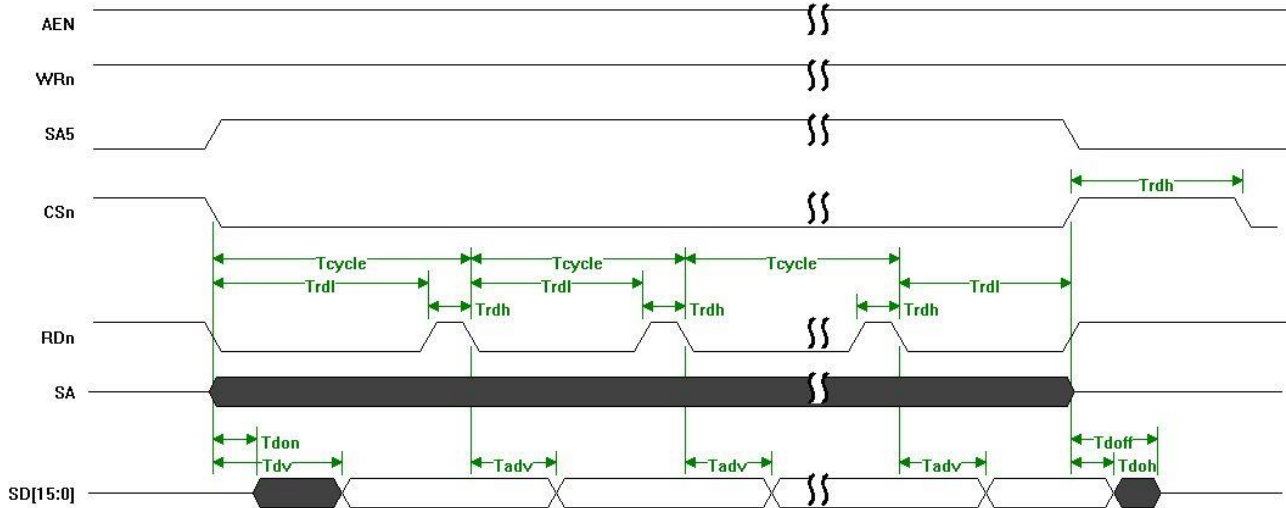 AEN
WRn
SA5
CSn
Trdh
Tcycle Tcycle Tcycle
Trdl Trdl Trdl
Trdh Trdh Trdh
RDn
SA
Tdon Tdoff
Tdv Tadv Tadv Tadv Tdoh
SD[15:0]